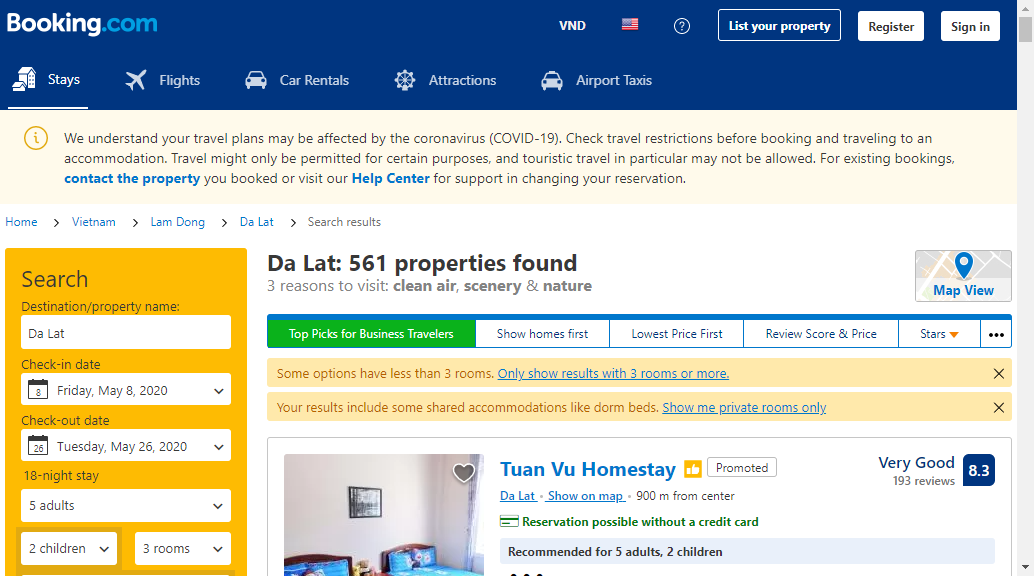 Booking.com
VND
?
List your property
Register
Sign in
Stays
Flights
Car Rentals
Attractions
Airport Taxis
We understand your travel plans may be affected by the coronavirus (COVID-19). Check travel restrictions before booking and traveling to an
accommodation. Travel might only be permitted for certain purposes, and touristic travel in particular may not be allowed. For existing bookings,
contact the property you booked or visit our Help Center for support in changing your reservation.
Home > Vietnam > Lam Dong > Da Lat > Search results
Search
Destination/property name:
Da Lat
Check-in date
8
Friday, May 8, 2020
Check-out date
26
Tuesday, May 26, 2020
18-night stay
5 adults
2 children
3 rooms
Da Lat: 561 properties found
3 reasons to visit: clean air, scenery & nature
Map View
Top Picks for Business Travelers
Show homes first
Lowest Price First
Review Score & Price
Stars
•••
Some options have less than 3 rooms. Only show results with 3 rooms or more.
Your results include some shared accommodations like dorm beds. Show me private rooms only
Tuan Vu Homestay
Promoted
Da Lat • Show on map • 900 m from center
Reservation possible without a credit card
Recommended for 5 adults, 2 children
Very Good
193 reviews
8.3